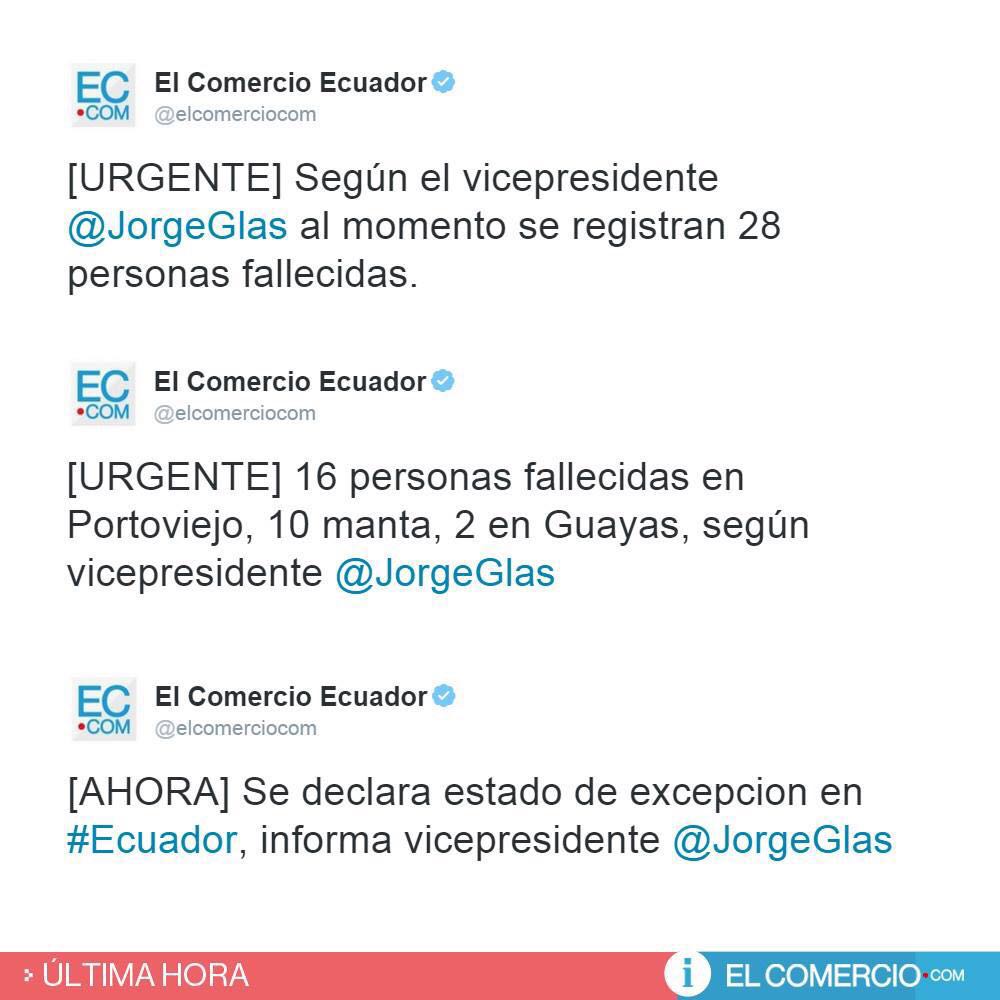 EC
•COM
El Comercio Ecuador
@elcomerciocom
[URGENTE] Según el vicepresidente
@JorgeGlas al momento se registran 28
personas fallecidas.
EC
•COM
El Comercio Ecuador
@elcomerciocom
[URGENTE] 16 personas fallecidas en
Portoviejo, 10 manta, 2 en Guayas, según
vicepresidente @JorgeGlas
EC
•COM
El Comercio Ecuador
@elcomerciocom
[AHORA] Se declara estado de excepcion en
#Ecuador, informa vicepresidente @JorgeGlas
ÚLTIMA HORA
i EL COMERCIO•COM